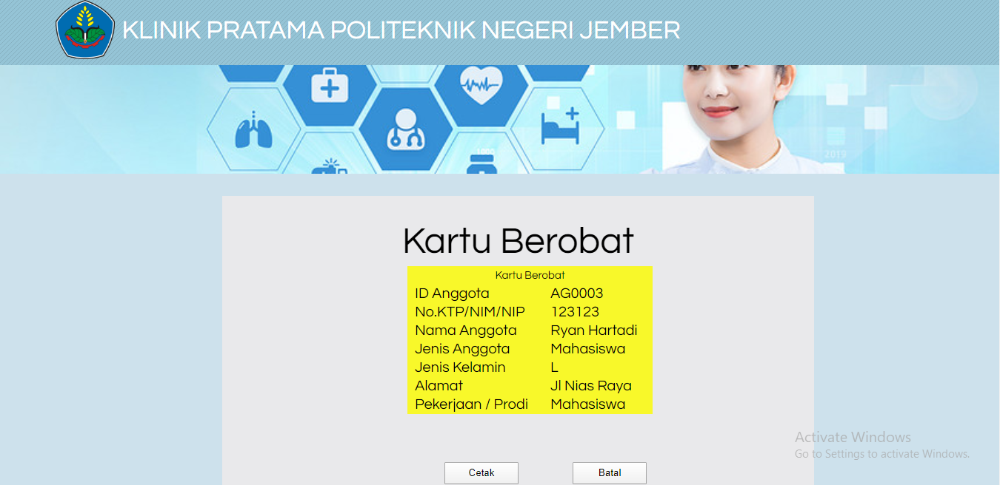 KLINIK PRATAMA POLITEKNIK NEGERI JEMBER
1000
2019
Kartu Berobat
Kartu Berobat
ID Anggota AG0003
No.KTP/NIM/NIP 123123
Nama Anggota Ryan Hartadi
Jenis Anggota Mahasiswa
Jenis Kelamin L
Alamat Jl Nias Raya
Pekerjaan / Prodi Mahasiswa
Activate Windows
Go to Settings to activate Windows.
Cetak Batal